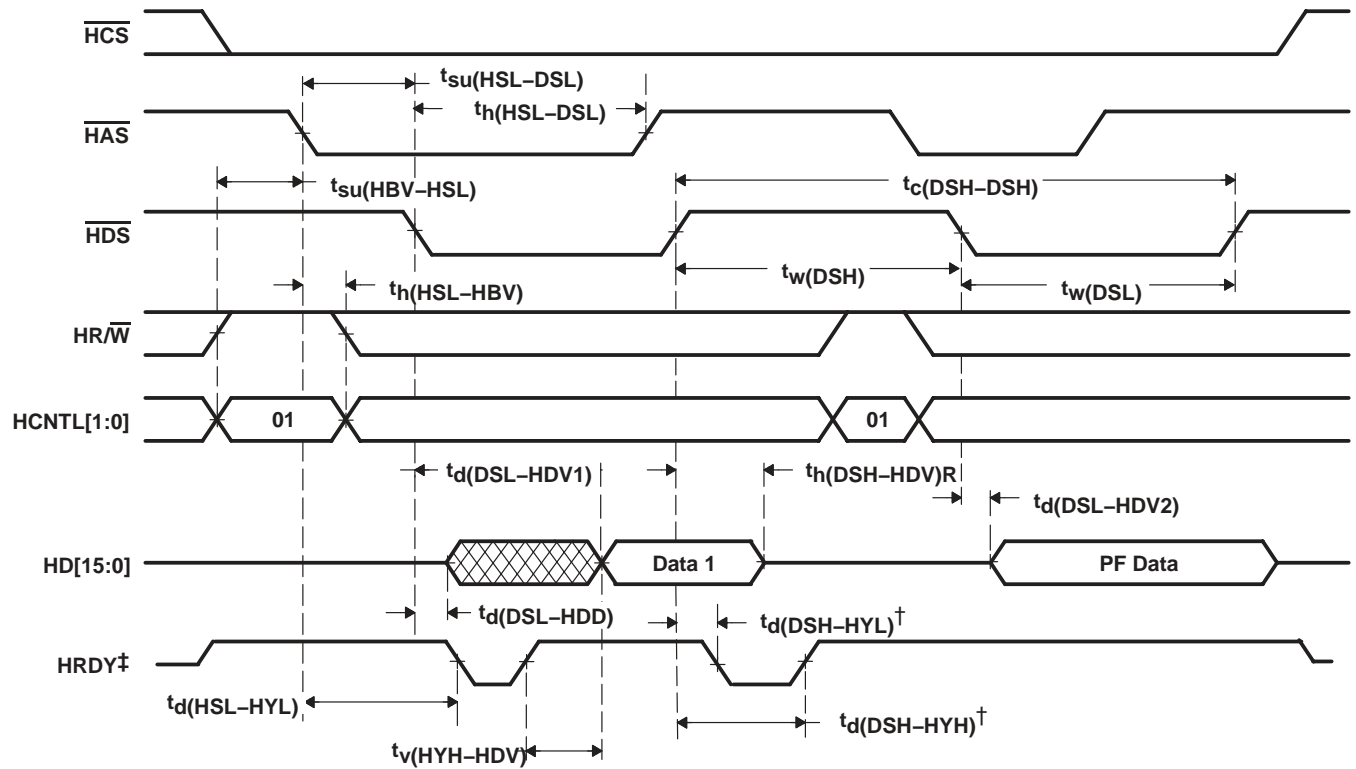 HCS
tsu(HSL–DSL)
th(HSL–DSL)
HAS
tsu(HBV–HSL)
tc(DSH–DSH)
HDS
tw(DSH)
tw(DSL)
th(HSL–HBV)
HR/W
HCNTL[1:0]
01
01
td(DSL–HDV1)
th(DSH–HDV)R
td(DSL–HDV2)
HD[15:0]
Data 1
PF Data
td(DSL–HDD)
td(DSH–HYL)†
HRDY‡
td(HSL–HYL)
td(DSH–HYH)†
tv(HYH–HDV)